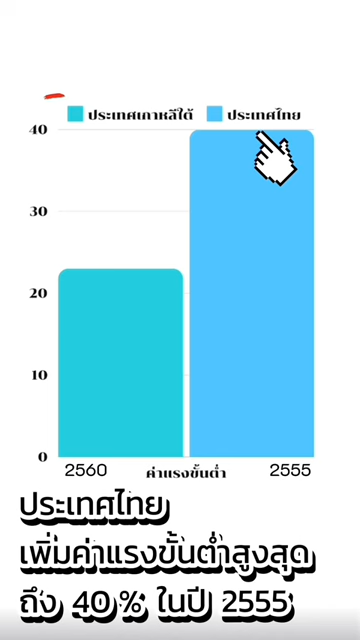 ประเทศเกาหลีใต้ ประเทศไทย
40
30
20
10
0
2560 ค่าแรงขั้นต่ำ 2555
ประเทศไทย
เพิ่มค่าแรงขั้นต่ำสูงสุด
ถึง 40 % ในปี 2555